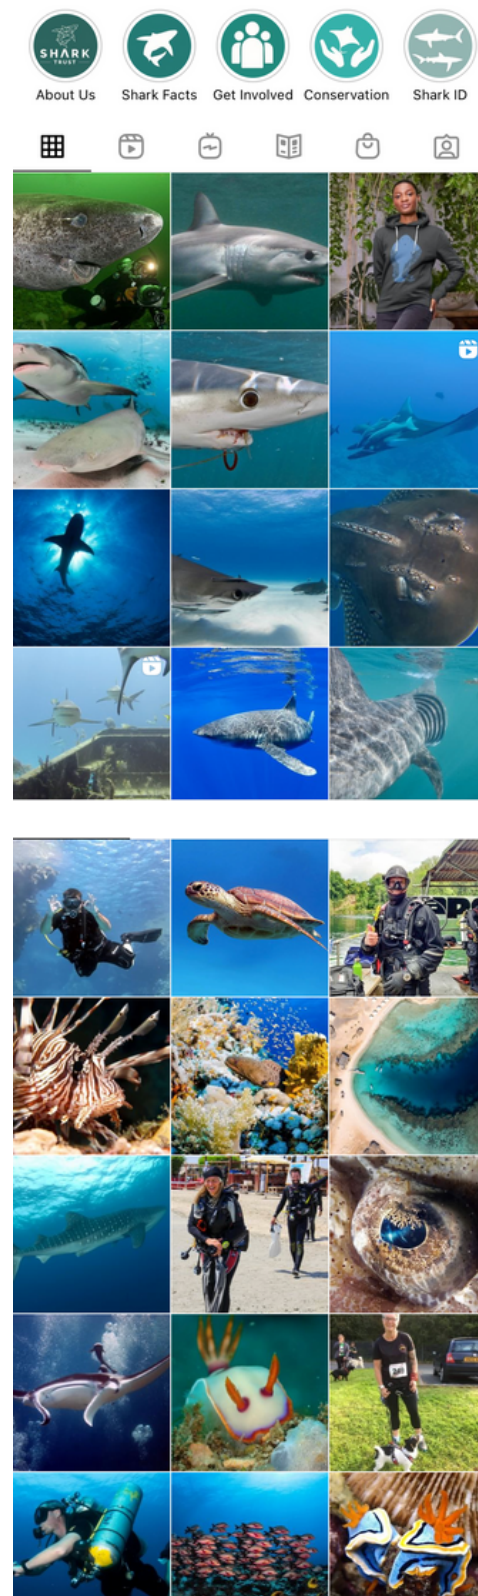 SHARK
TRUST
About Us
Shark Facts
Get Involved
Conservation
Shark ID